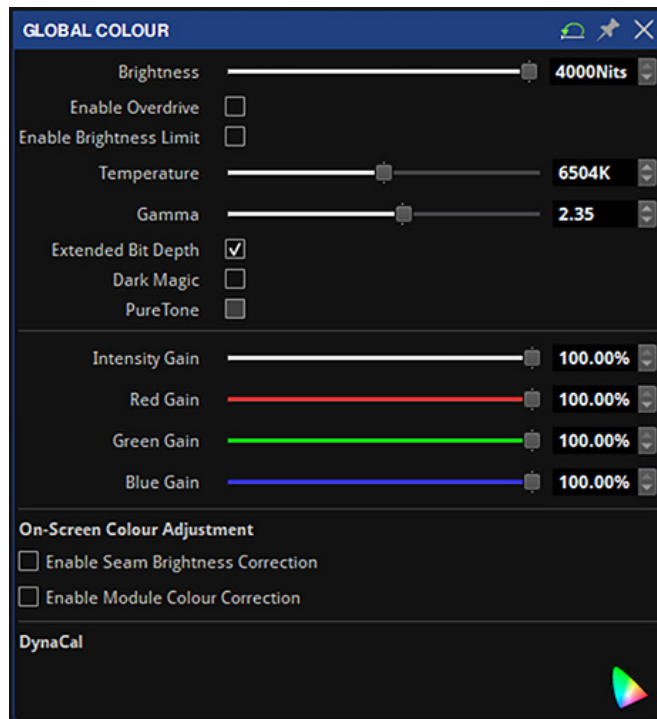 GLOBAL COLOUR
Brightness 4000Nits
Enable Overdrive
Enable Brightness Limit
Temperature 6504K
Gamma 2.35
Extended Bit Depth
Dark Magic
PureTone
Intensity Gain 100.00%
Red Gain 100.00%
Green Gain 100.00%
Blue Gain 100.00%
On-Screen Colour Adjustment
Enable Seam Brightness Correction
Enable Module Colour Correction
DynaCal